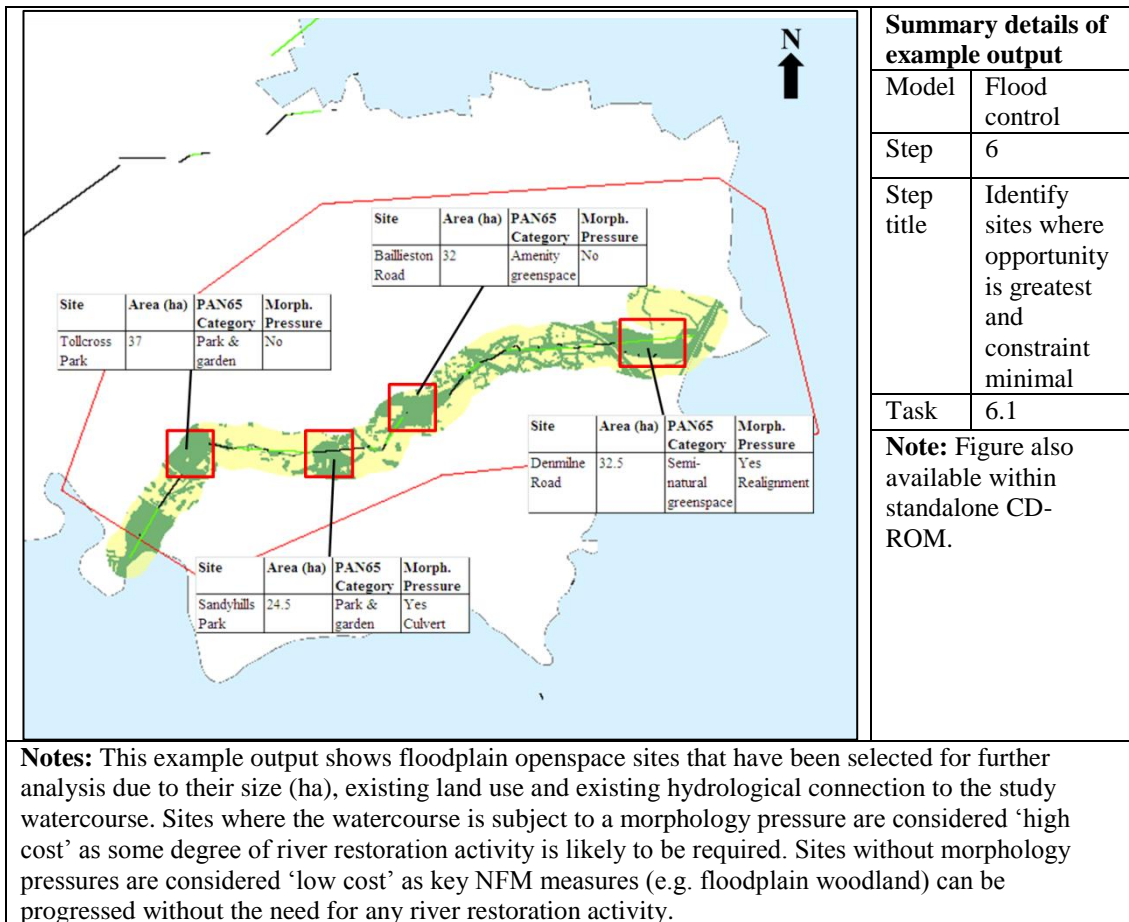 N
Site Area (ha) PAN65 Morph.
Category Pressure
Baillieston 32 Amenity No
Road greenspace
Site Area (ha) PAN65 Morph.
Category Pressure
Tollcross 37 Park & No
Park garden
Site Area (ha) PAN65 Morph.
Category Pressure
Denmilne 32.5 Semi- Yes
Road natural Realignment
greenspace
Site Area (ha) PAN65 Morph.
Category Pressure
Sandyhills 24.5 Park & Yes
Park garden Culvert
Summary details of
example output
Model Flood
control
Step 6
Step Identify
title sites where
opportunity
is greatest
and
constraint
minimal
Task 6.1
Note: Figure also
available within
standalone CD-
ROM.
Notes: This example output shows floodplain openspace sites that have been selected for further
analysis due to their size (ha), existing land use and existing hydrological connection to the study
watercourse. Sites where the watercourse is subject to a morphology pressure are considered ‘high
cost’ as some degree of river restoration activity is likely to be required. Sites without morphology
pressures are considered ‘low cost’ as key NFM measures (e.g. floodplain woodland) can be
progressed without the need for any river restoration activity.